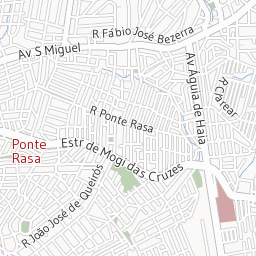 R Fábio José Bezerra
Av S Miguel
Av Águia de Haia
R Clarear
R Ponte Rasa
Ponte
Rasa
Estr de Mogi das Cruzes
R João José de Queirós